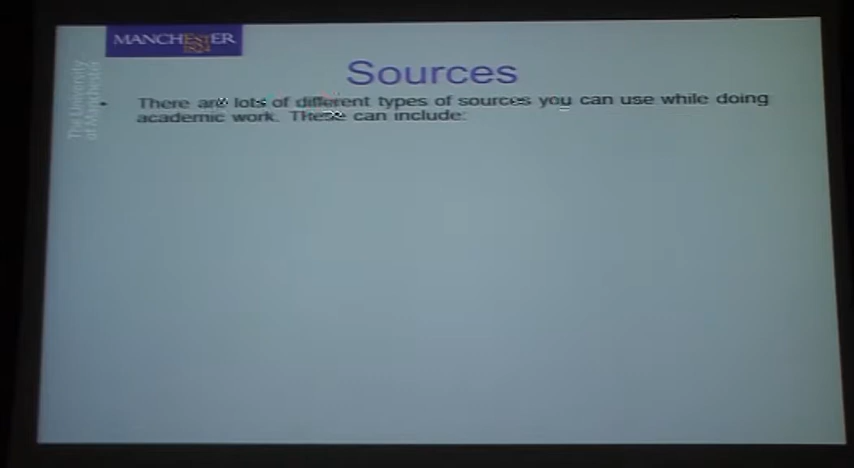 MANCHESTER
1824
The University
of Manchester
Sources
• There are lots of different types of sources you can use while doing
academic work. These can include: